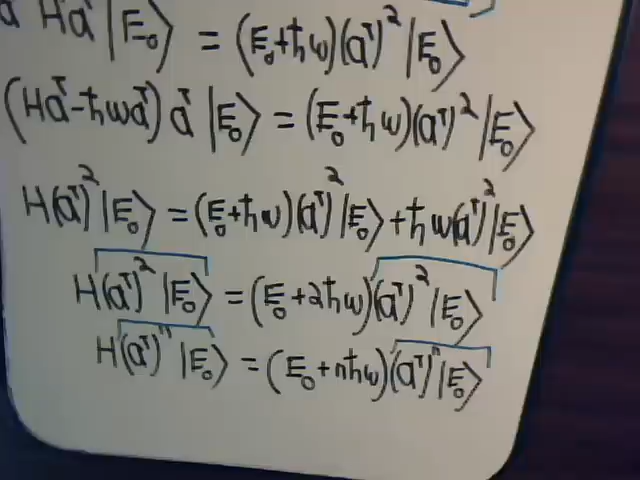 a† H a† |E₀⟩ = (E₀+ħω)(a†)² |E₀⟩
(Ha†-ħωa†) a† |E₀⟩ = (E₀+ħω)(a†)² |E₀⟩
H(a†)² |E₀⟩ = (E₀+ħω)(a†)² |E₀⟩ + ħω(a†)² |E₀⟩
H(a†)² |E₀⟩ = (E₀+2ħω)(a†)² |E₀⟩
H(a†)ⁿ |E₀⟩ = (E₀+nħω)(a†)ⁿ |E₀⟩